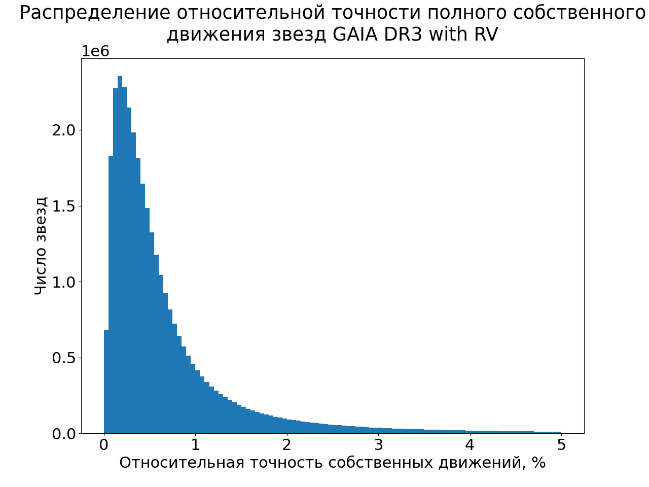 Распределение относительной точности полного собственного
движения звезд GAIA DR3 with RV
1e6
2.0
1.5
1.0
0.5
0.0
Число звезд
0 1 2 3 4 5
Относительная точность собственных движений, %